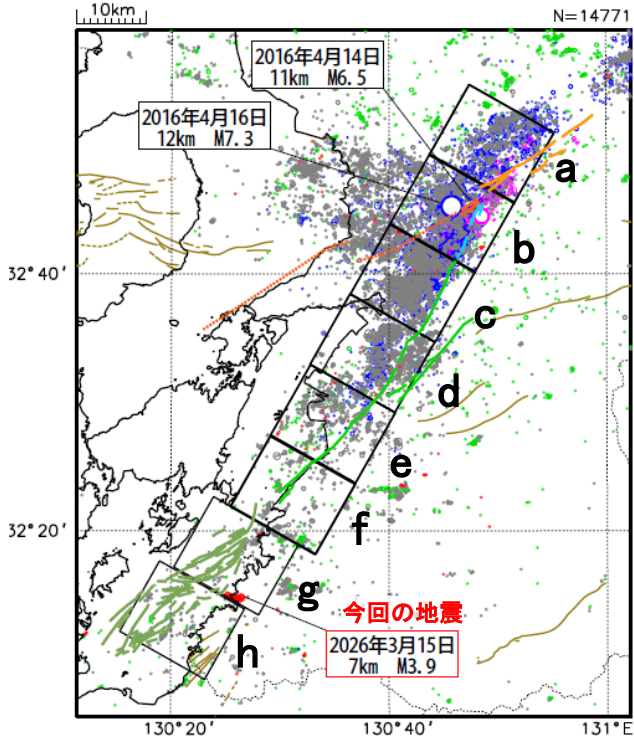 10km
N=14771
2016年4月14日
11km M6.5
2016年4月16日
12km M7.3
a
b
32°40′
c
d
e
32°20′
f
g
今回の地震
2026年3月15日
7km M3.9
h
130°20′
130°40′
131°E